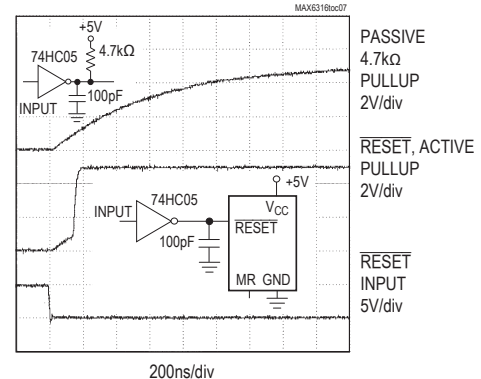 MAX6316toc07
+5V
74HC05
4.7kΩ
100pF
INPUT
PASSIVE
4.7kΩ
PULLUP
2V/div
RESET, ACTIVE
PULLUP
2V/div
+5V
74HC05
VCC
INPUT
RESET
100pF
MR GND
RESET
INPUT
5V/div
200ns/div